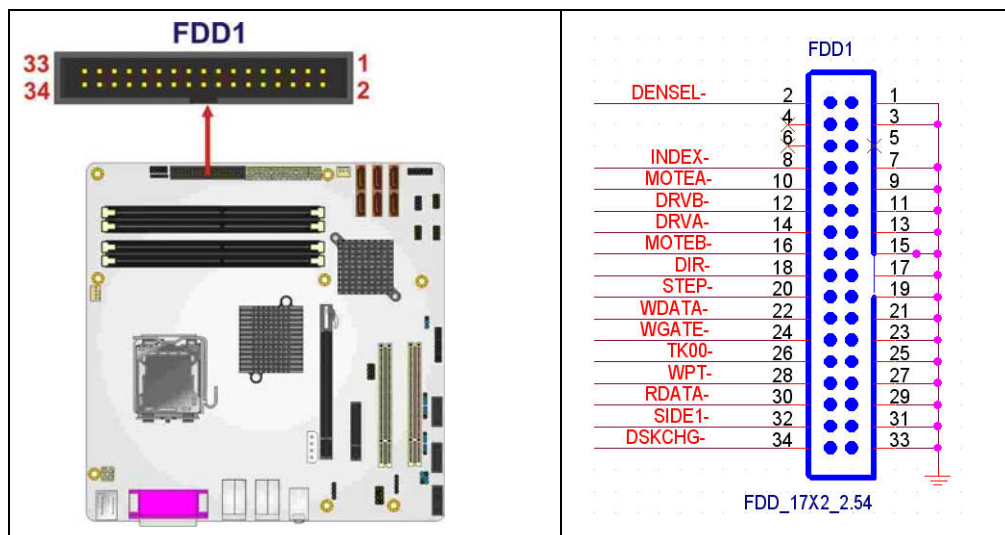 FDD1
33 1
34 2
FDD1
DENSEL- 2 1
4 3
6 5
INDEX- 8 7
MOTEA- 10 9
DRVB- 12 11
DRVA- 14 13
MOTEB- 16 15
DIR- 18 17
STEP- 20 19
WDATA- 22 21
WGATE- 24 23
TK00- 26 25
WPT- 28 27
RDATA- 30 29
SIDE1- 32 31
DSKCHG- 34 33
FDD_17X2_2.54